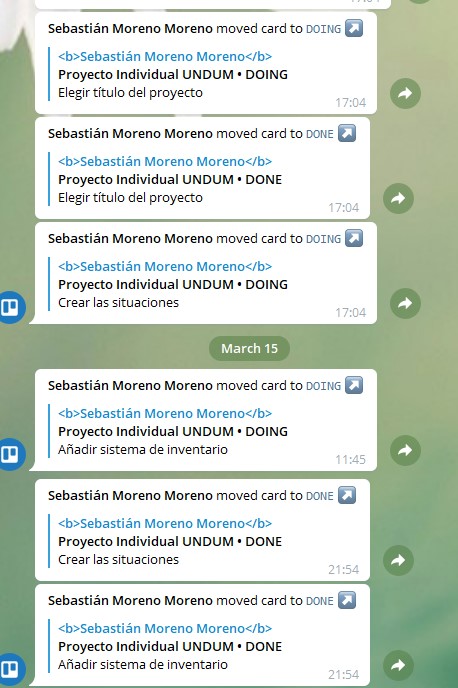 Sebastián Moreno Moreno moved card to DOING
<b>Sebastián Moreno Moreno</b>
Proyecto Individual UNDUM • DOING
Elegir título del proyecto
17:04
Sebastián Moreno Moreno moved card to DONE
<b>Sebastián Moreno Moreno</b>
Proyecto Individual UNDUM • DONE
Elegir título del proyecto
17:04
Sebastián Moreno Moreno moved card to DOING
<b>Sebastián Moreno Moreno</b>
Proyecto Individual UNDUM • DOING
Crear las situaciones
17:04
March 15
Sebastián Moreno Moreno moved card to DOING
<b>Sebastián Moreno Moreno</b>
Proyecto Individual UNDUM • DOING
Añadir sistema de inventario
11:45
Sebastián Moreno Moreno moved card to DONE
<b>Sebastián Moreno Moreno</b>
Proyecto Individual UNDUM • DONE
Crear las situaciones
21:54
Sebastián Moreno Moreno moved card to DONE
<b>Sebastián Moreno Moreno</b>
Proyecto Individual UNDUM • DONE
Añadir sistema de inventario
21:54